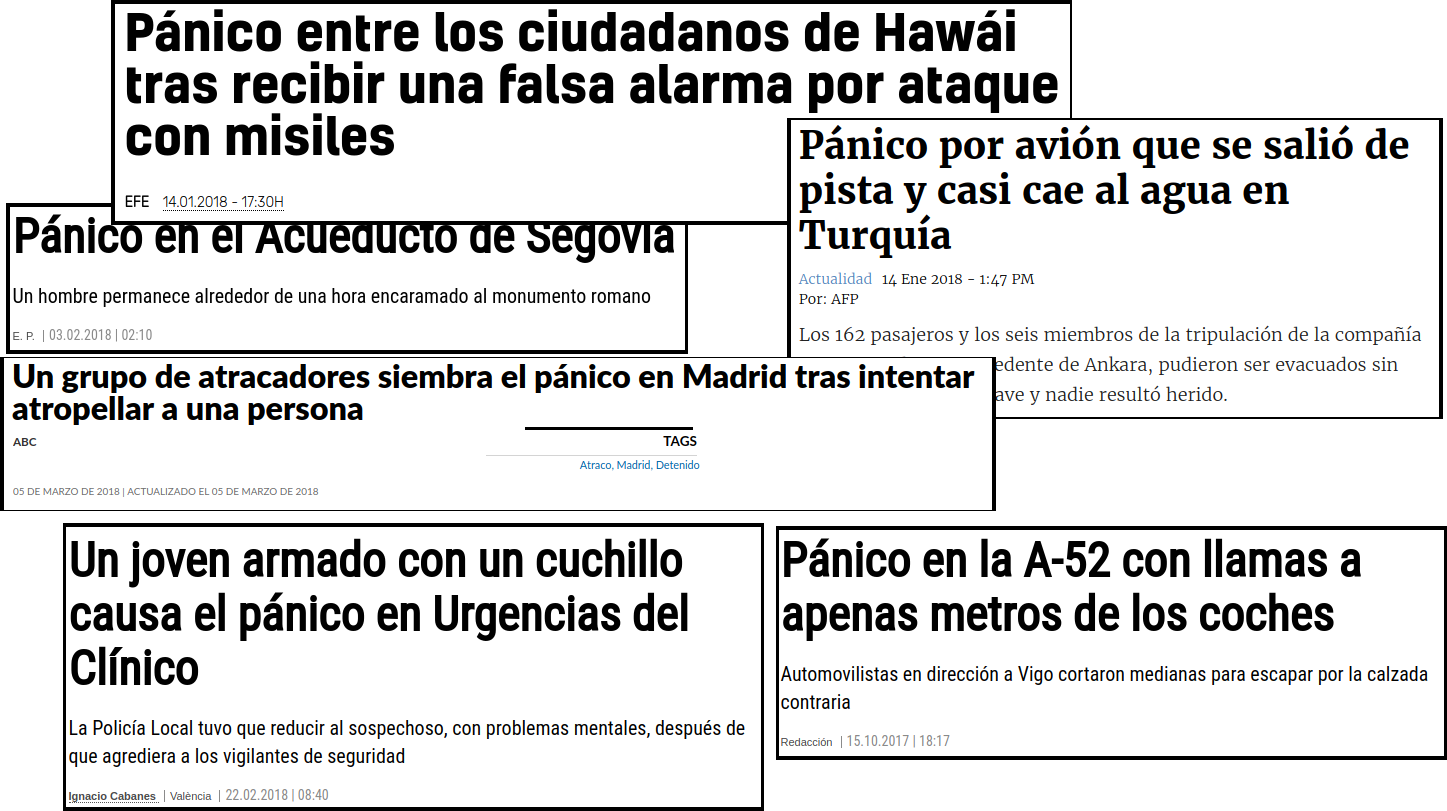 Pánico entre los ciudadanos de Hawái
tras recibir una falsa alarma por ataque
con misiles
EFE 14.01.2018 - 17:30H
Pánico por avión que se salió de
pista y casi cae al agua en
Turquía
Actualidad 14 Ene 2018 - 1:47 PM
Por: AFP
Los 162 pasajeros y los seis miembros de la tripulación de la compañía
de Ankara, pudieron ser evacuados sin
y nadie resultó herido.
Pánico en el Acueducto de Segovia
Un hombre permanece alrededor de una hora encaramado al monumento romano
E. P. | 03.02.2018 | 02:10
Un grupo de atracadores siembra el pánico en Madrid tras intentar
atropellar a una persona
ABC
TAGS
Atraco, Madrid, Detenido
05 DE MARZO DE 2018 | ACTUALIZADO EL 05 DE MARZO DE 2018
Un joven armado con un cuchillo
causa el pánico en Urgencias del
Clínico
La Policía Local tuvo que reducir al sospechoso, con problemas mentales, después de
que agrediera a los vigilantes de seguridad
Ignacio Cabanes | València | 22.02.2018 | 08:40
Pánico en la A-52 con llamas a
apenas metros de los coches
Automovilistas en dirección a Vigo cortaron medianas para escapar por la calzada
contraria
Redacción | 15.10.2017 | 18:17